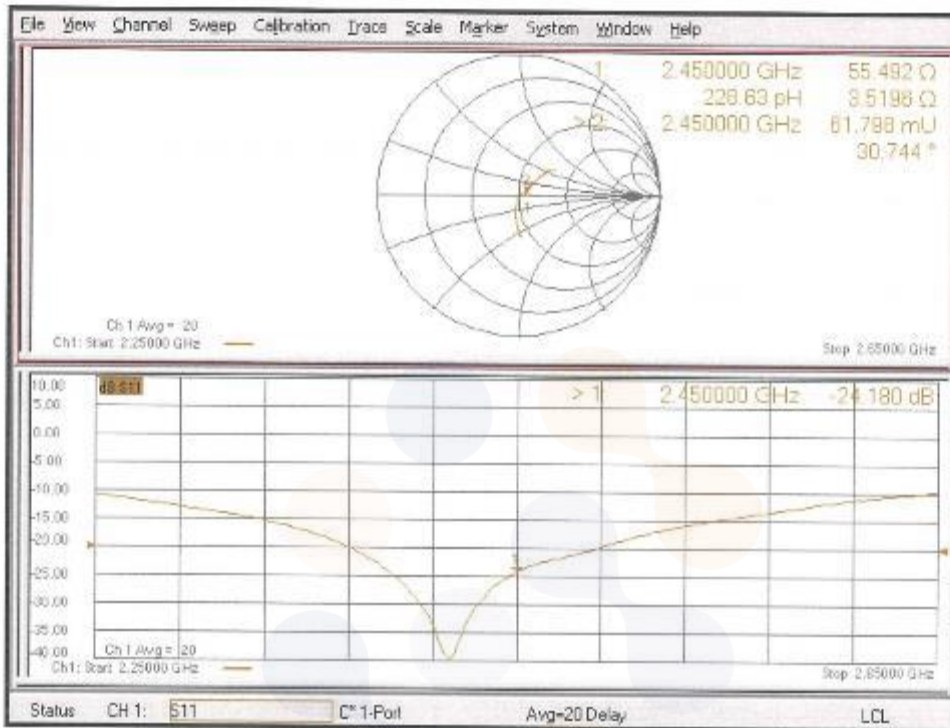 File View Channel Sweep Calibration Trace Scale Marker System Window Help
1 2.450000 GHz 55.492 Ω
228.63 pH 3.5196 Ω
> 2 2.450000 GHz 61.798 mU
30.744 °
Ch 1 Avg = 20
Ch1: Start 2.25000 GHz
Stop 2.65000 GHz
10.00
dB S11
> 1 2.450000 GHz -24.180 dB
5.00
0.00
-5.00
-10.00
-15.00
-20.00
-25.00
-30.00
-35.00
-40.00
1
Ch 1 Avg = 20
Ch1: Start 2.25000 GHz
Stop 2.65000 GHz
Status CH 1: S11 C* 1-Port Avg=20 Delay LCL